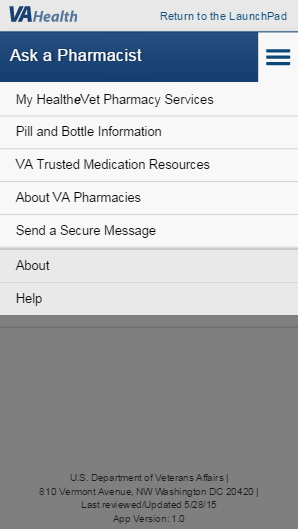 VA Health
Return to the LaunchPad
Ask a Pharmacist
My HealtheVet Pharmacy Services
Pill and Bottle Information
VA Trusted Medication Resources
About VA Pharmacies
Send a Secure Message
About
Help
U.S. Department of Veterans Affairs |
810 Vermont Avenue, NW Washington DC 20420 |
Last reviewed/Updated 5/28/15
App Version: 1.0